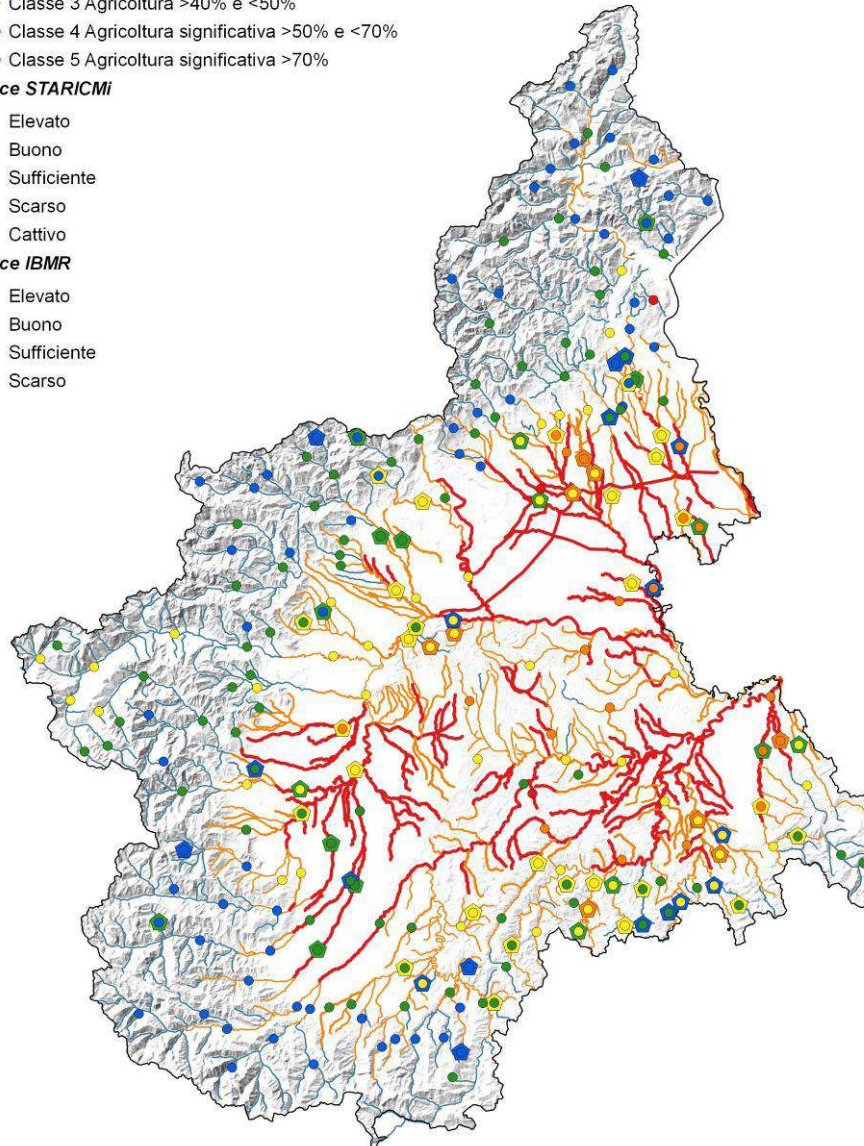 Classe 3 Agricoltura >40% e <50%
Classe 4 Agricoltura significativa >50% e <70%
Classe 5 Agricoltura significativa >70%
ce STARICMi
Elevato
Buono
Sufficiente
Scarso
Cattivo
ce IBMR
Elevato
Buono
Sufficiente
Scarso